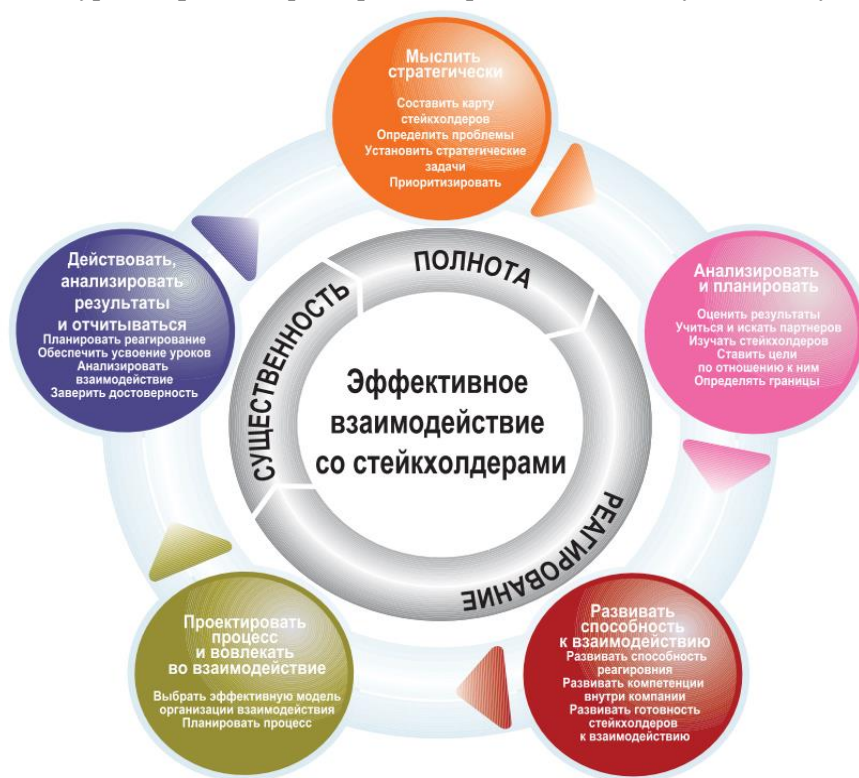 Мыслить
стратегически
Составить карту
стейкхолдеров
Определить проблемы
Установить стратегические
задачи
Приоритизировать
Анализировать
и планировать
Оценить результаты
Учиться и искать партнеров
Изучать стейкхолдеров
Ставить цели
по отношению к ним
Определять границы
Развивать
способность
к взаимодействию
Развивать способность
реагировния
Развивать компетенции
внутри компании
Развивать готовность
стейкхолдеров
к взаимодействию
Проектировать
процесс
и вовлекать
во взаимодействие
Выбрать эффективную модель
организации взаимодействия
Планировать процесс
Действовать,
анализировать
результаты
и отчитываться
Планировать реагирование
Обеспечить усвоение уроков
Анализировать
взаимодействие
Заверить достоверность
ПОЛНОТА
РЕАГИРОВАНИЕ
СУЩЕСТВЕННОСТЬ
Эффективное
взаимодействие
со стейкхолдерами